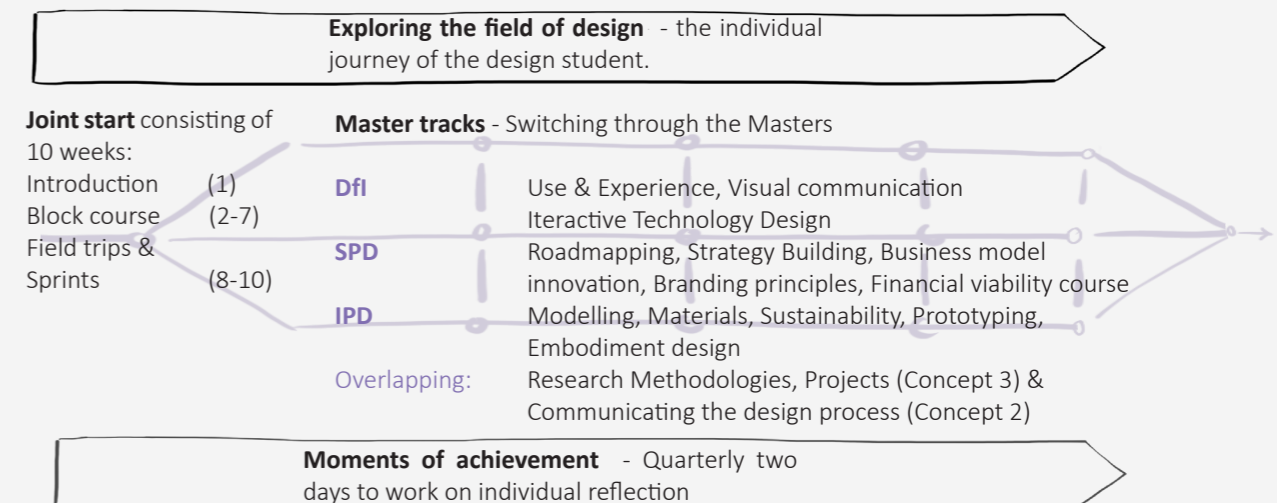 Exploring the field of design - the individual
journey of the design student.
Joint start consisting of
10 weeks:
Introduction (1)
Block course (2-7)
Field trips &
Sprints (8-10)
Master tracks - Switching through the Masters
DfI Use & Experience, Visual communication
Iteractive Technology Design
SPD Roadmapping, Strategy Building, Business model
innovation, Branding principles, Financial viability course
IPD Modelling, Materials, Sustainability, Prototyping,
Embodiment design
Overlapping: Research Methodologies, Projects (Concept 3) &
Communicating the design process (Concept 2)
Moments of achievement - Quarterly two
days to work on individual reflection